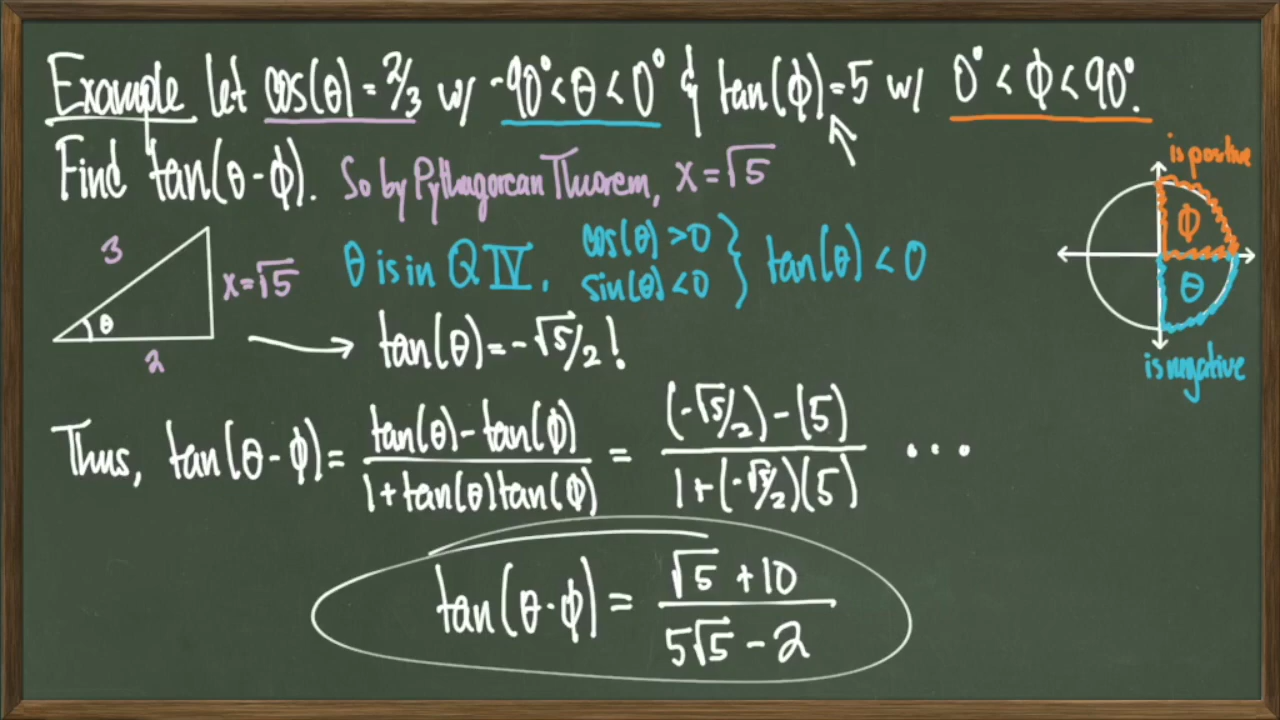 Example let cos(θ) = 2/3 w/ -90° < θ < 0° & tan(ϕ) = 5 w/ 0° < ϕ < 90°.
Find tan(θ - ϕ). So by Pythagorean Theorem, x = √5
is positive
3
x = √5
θ
2
θ is in Q IV.
cos(θ) > 0
sin(θ) < 0
} tan(θ) < 0
ϕ
θ
is negative
tan(θ) = -√5/2 !
Thus, tan(θ - ϕ) = tan(θ) - tan(ϕ) / 1 + tan(θ) tan(ϕ) = (-√5/2) - (5) / 1 + (-√5/2)(5) ...
tan(θ - ϕ) = √5 + 10 / 5√5 - 2